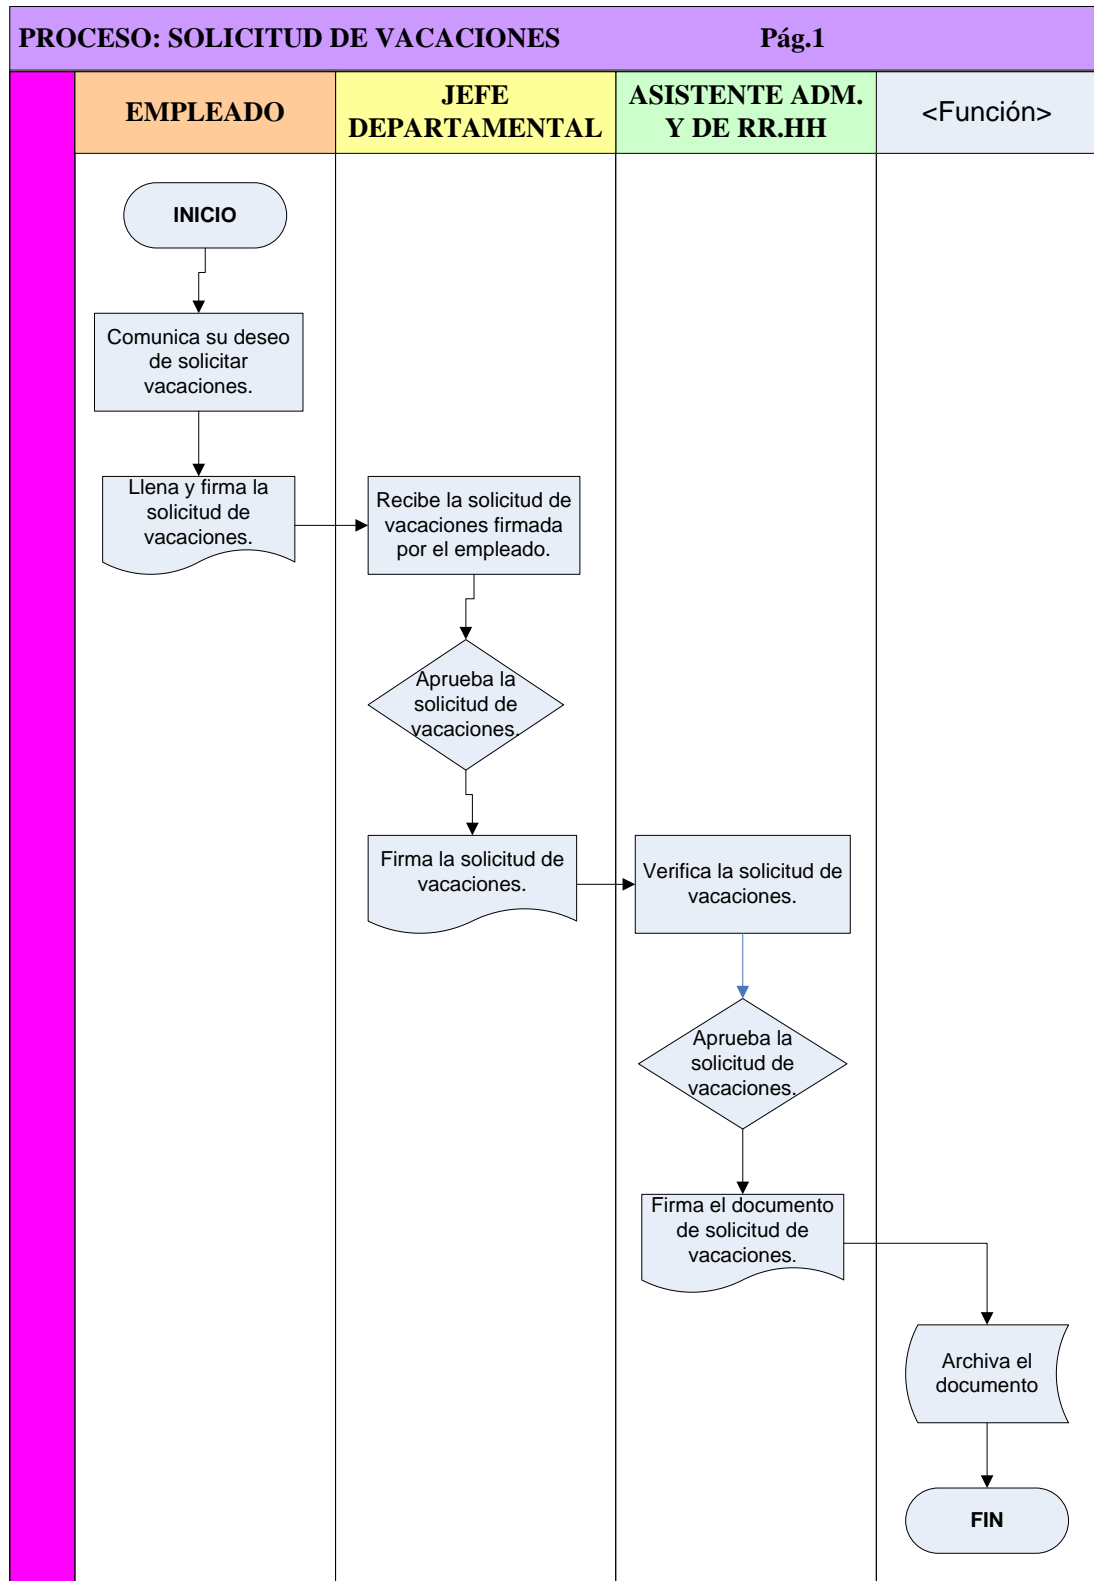 PROCESO: SOLICITUD DE VACACIONES Pág.1
EMPLEADO
JEFE
DEPARTAMENTAL
ASISTENTE ADM.
Y DE RR.HH
<Función>
INICIO
Comunica su deseo
de solicitar
vacaciones.
Llena y firma la
solicitud de
vacaciones.
Recibe la solicitud de
vacaciones firmada
por el empleado.
Aprueba la
solicitud de
vacaciones.
Firma la solicitud de
vacaciones.
Verifica la solicitud de
vacaciones.
Aprueba la
solicitud de
vacaciones.
Firma el documento
de solicitud de
vacaciones.
Archiva el
documento
FIN